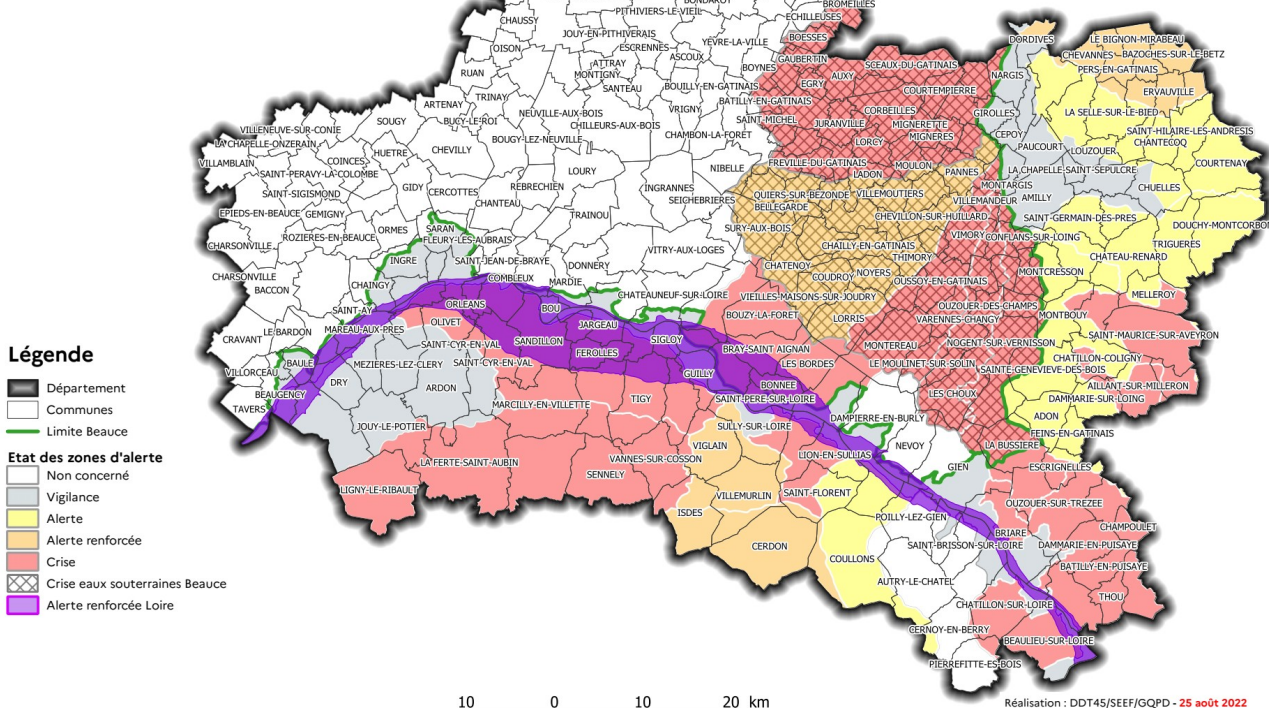 BROMEILLES
BONDAROY
PITHIVIERS-LE-VIEIL
ECHILLEUSES
CHAUSSY
JOUY-EN-PITHIVERAIS
BOESSES
DORDIVES
LE BIGNON-MIRABEAU
OISON
ESCRENNES
YEVRE-LA-VILLE
CHEVANNES
BAZOCHES-SUR-LE-BETZ
ATTRAY
ASCOUX
GAUBERTIN
SCEAUX-DU-GATINAIS
RUAN
MONTIGNY
BOYNES
AUXY
NARGIS
PERS-EN-GATINAIS
SANTEAU
BOUILLY-EN-GATINAIS
EGRY
COURTEMPIERRE
ERVAUVILLE
ARTENAY
TRINAY
BATILLY-EN-GATINAIS
NEUVILLE-AUX-BOIS
VRIGNY
CORBEILLES
GIROLLES
LA SELLE-SUR-LE-BIED
SOUGY
BUCY-LE-ROI
CHILLEURS-AUX-BOIS
SAINT-MICHEL
JURANVILLE
MIGNERETTE
VILLENEUVE-SUR-CONIE
BOUGY-LEZ-NEUVILLE
CHAMBON-LA-FORET
MIGNERES
CEPOY
SAINT-HILAIRE-LES-ANDRESIS
LA CHAPELLE-ONZERAIN
LORCY
PAUCOURT
LOUZOUER
CHANTECOQ
VILLAMBLAIN
COINCES
HUETRE
CHEVILLY
NIBELLE
FREVILLE-DU-GATINAIS
MOULON
COURTENAY
SAINT-PERAVY-LA-COLOMBE
LOURY
LADON
PANNES
LA CHAPELLE-SAINT-SEPULCRE
SAINT-SIGISMOND
GIDY
CERCOTTES
REBRECHIEN
INGRANNES
QUIERS-SUR-BEZONDE
VILLEMOUTIERS
MONTARGIS
AMILLY
CHUELLES
CHANTEAU
SEICHEBRIERES
BELLEGARDE
VILLEMANDEUR
EPIEDS-EN-BEAUCE
GEMIGNY
TRAINOU
CHEVILLON-SUR-HUILLARD
SAINT-GERMAIN-DES-PRES
ORMES
SARAN
SURY-AUX-BOIS
DOUCHY-MONTCORBON
ROZIERES-EN-BEAUCE
FLEURY-LES-AUBRAIS
VIMORY
CONFLANS-SUR-LOING
CHARSONVILLE
VITRY-AUX-LOGES
CHAILLY-EN-GATINAIS
TRIGUERES
INGRE
SAINT-JEAN-DE-BRAYE
DONNERY
CHATENOY
THIMORY
CHATEAU-RENARD
CHARSONVILLE
COMBLEUX
COUDROY
NOYERS
MONTCRESSON
BACCON
CHAINGY
MARDIE
OUSSOY-EN-GATINAIS
CHATEAUNEUF-SUR-LOIRE
VIEILLES-MAISONS-SUR-JOUDRY
MELLEROY
SAINT-AY
ORLEANS
BOU
OUZOUER-DES-CHAMPS
BOUZY-LA-FORET
LORRIS
VARENNES-CHANGY
MONTBOUY
LE BARDON
MAREAU-AUX-PRES
OLIVET
JARGEAU
CRAVANT
SAINT-CYR-EN-VAL
SANDILLON
SIGLOY
MONTEREAU
NOGENT-SUR-VERNISSON
SAINT-MAURICE-SUR-AVEYRON
FEROLLES
BRAY-SAINT AIGNAN
CHATILLON-COLIGNY
BAULE
MEZIERES-LEZ-CLERY
SAINT-CYR-EN-VAL
LES BORDES
LE MOULINET-SUR-SOLIN
VILLORCEAU
GUILLY
SAINTE-GENEVIEVE-DES-BOIS
DRY
ARDON
BONNEE
AILLANT-SUR-MILLERON
BEAUGENCY
TIGY
SAINT-PERE-SUR-LOIRE
LES CHOUX
DAMMARIE-SUR-LOING
TAVERS
MARCILLY-EN-VILLETTE
DAMPIERRE-EN-BURLY
ADON
JOUY-LE-POTIER
SULLY-SUR-LOIRE
FEINS-EN-GATINAIS
VIGLAIN
NEVOY
LA BUSSIERE
LA FERTE-SAINT-AUBIN
VANNES-SUR-COSSON
LION-EN-SULLIAS
GIEN
ESCRIGNELLES
SENNELY
LIGNY-LE-RIBAULT
VILLEMURLIN
SAINT-FLORENT
OUZOUER-SUR-TREZEE
ISDES
POILLY-LEZ-GIEN
CHAMPOULET
BRIARE
CERDON
SAINT-BRISSON-SUR-LOIRE
DAMMARIE-EN-PUISAYE
COULLONS
BATILLY-EN-PUISAYE
AUTRY-LE-CHATEL
THOU
CHATILLON-SUR-LOIRE
CERNOY-EN-BERRY
BEAULIEU-SUR-LOIRE
PIERREFITTE-ES-BOIS
Légende
Département
Communes
Limite Beauce
Etat des zones d'alerte
Non concerné
Vigilance
Alerte
Alerte renforcée
Crise
Crise eaux souterraines Beauce
Alerte renforcée Loire
10 0 10 20 km
Réalisation : DDT45/SEEF/GQPD - 25 août 2022